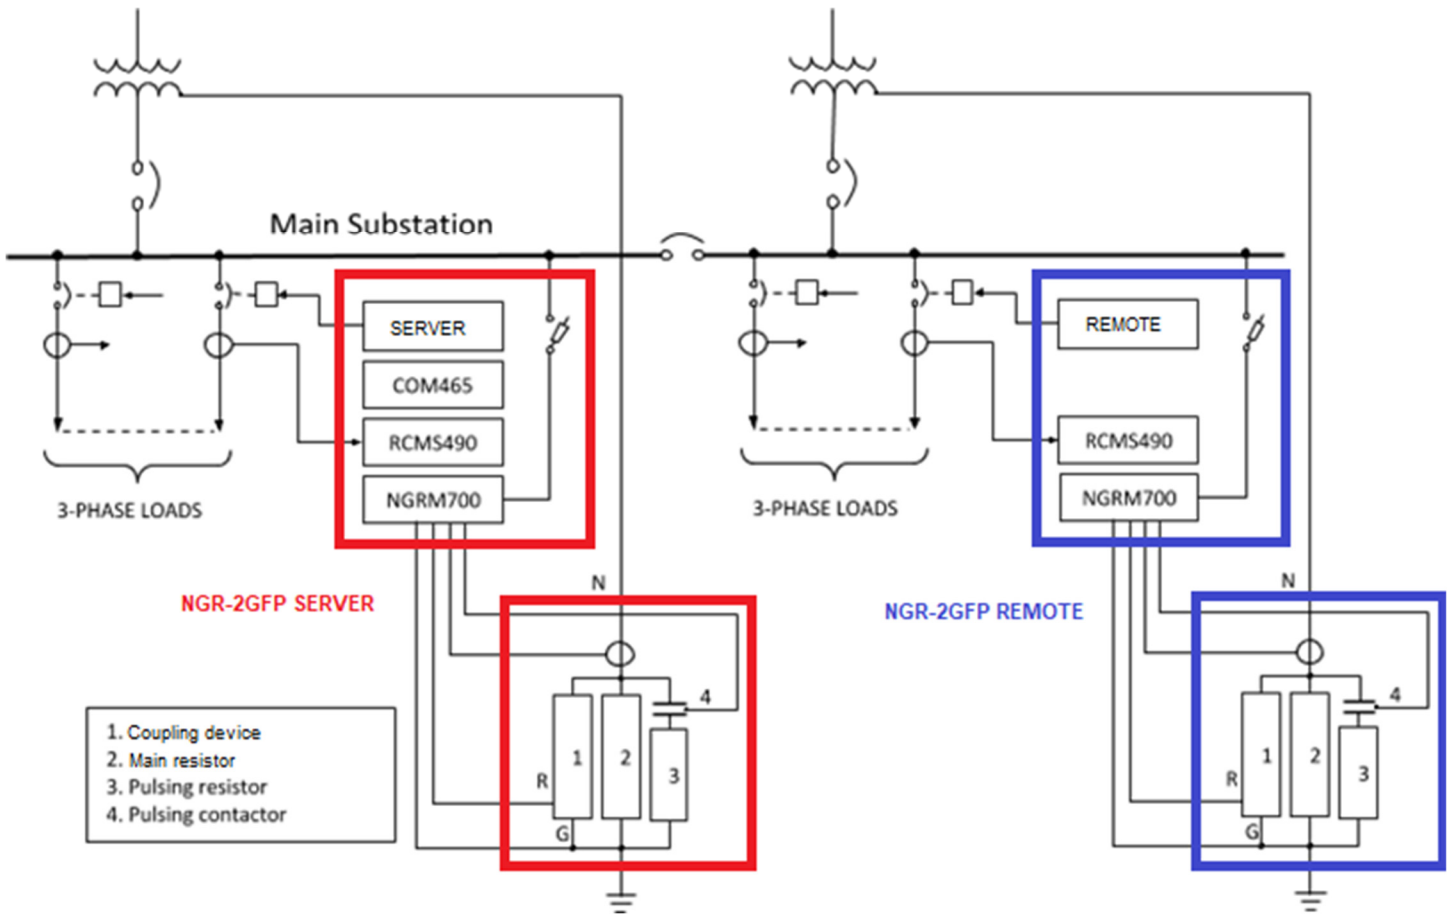 Main Substation
SERVER
COM465
RCMS490
NGRM700
3-PHASE LOADS
NGR-2GFP SERVER
N
1
2
3
4
R
G
1. Coupling device
2. Main resistor
3. Pulsing resistor
4. Pulsing contactor
REMOTE
RCMS490
NGRM700
3-PHASE LOADS
NGR-2GFP REMOTE
N
1
2
3
4
R
G